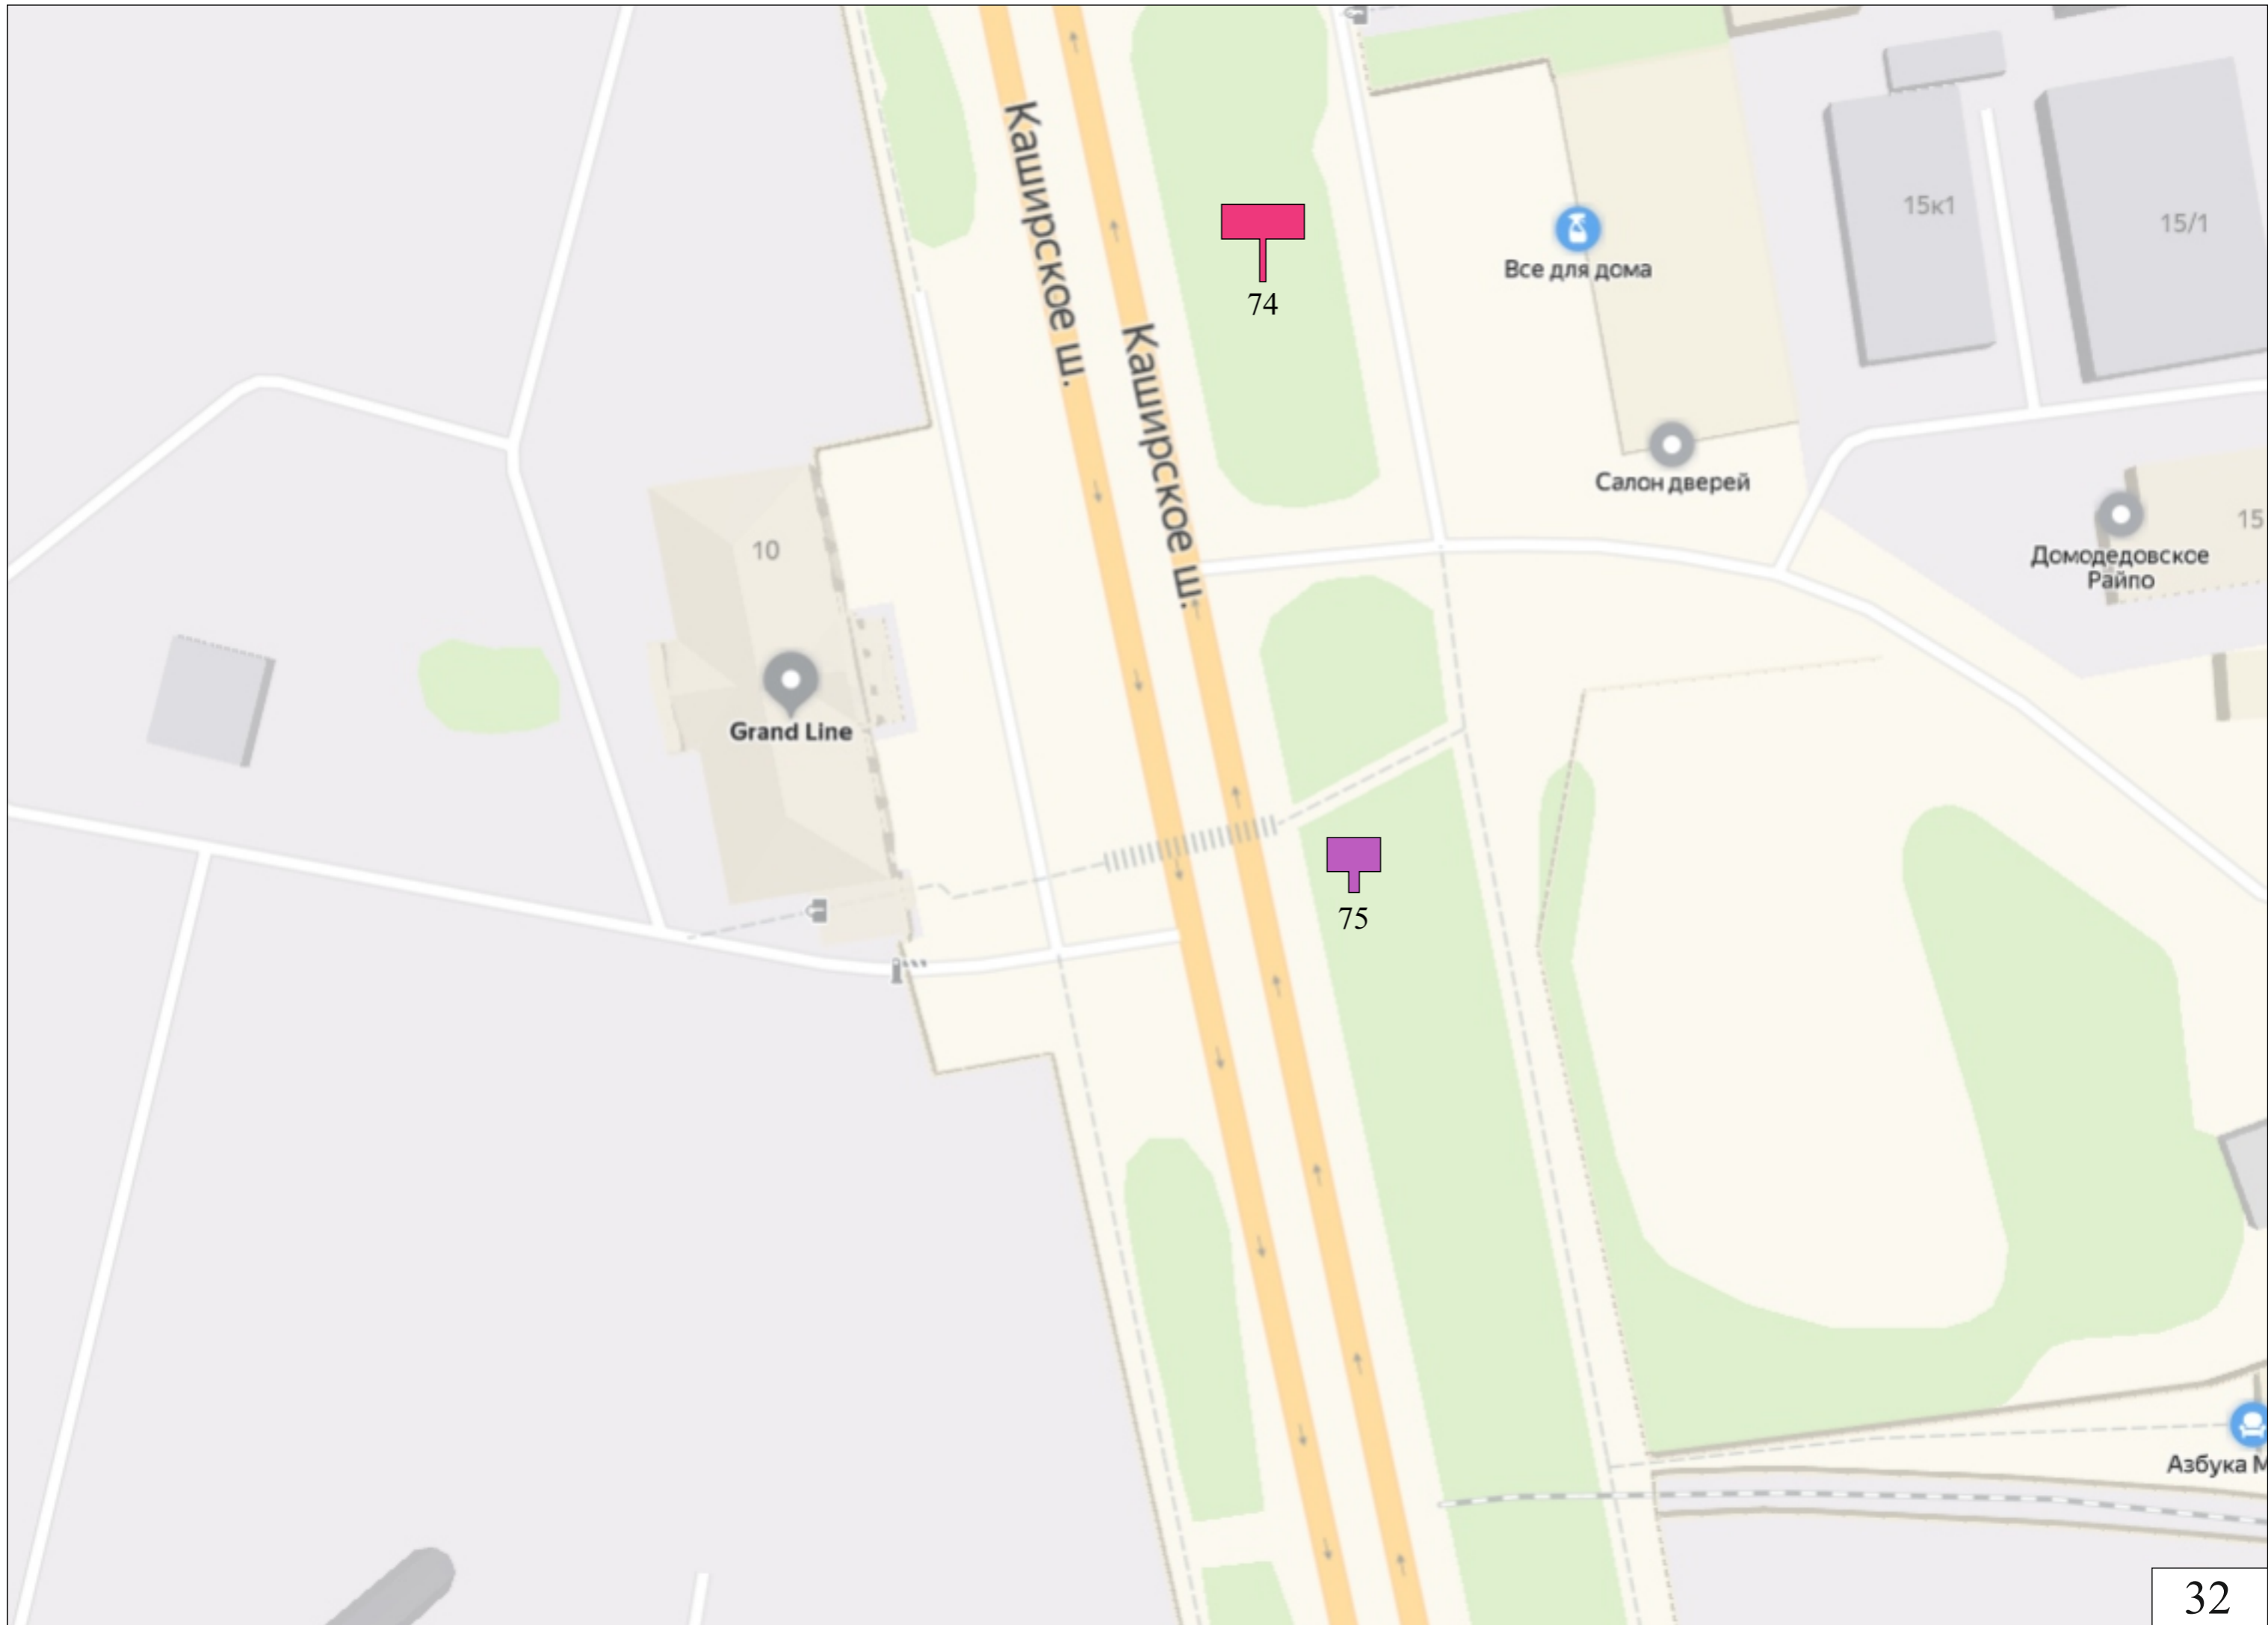 Каширское ш.
Каширское ш.
74
Все для дома
15к1
15/1
Салон дверей
Домодедовское
Райпо
15
10
Grand Line
75
Азбука М
32